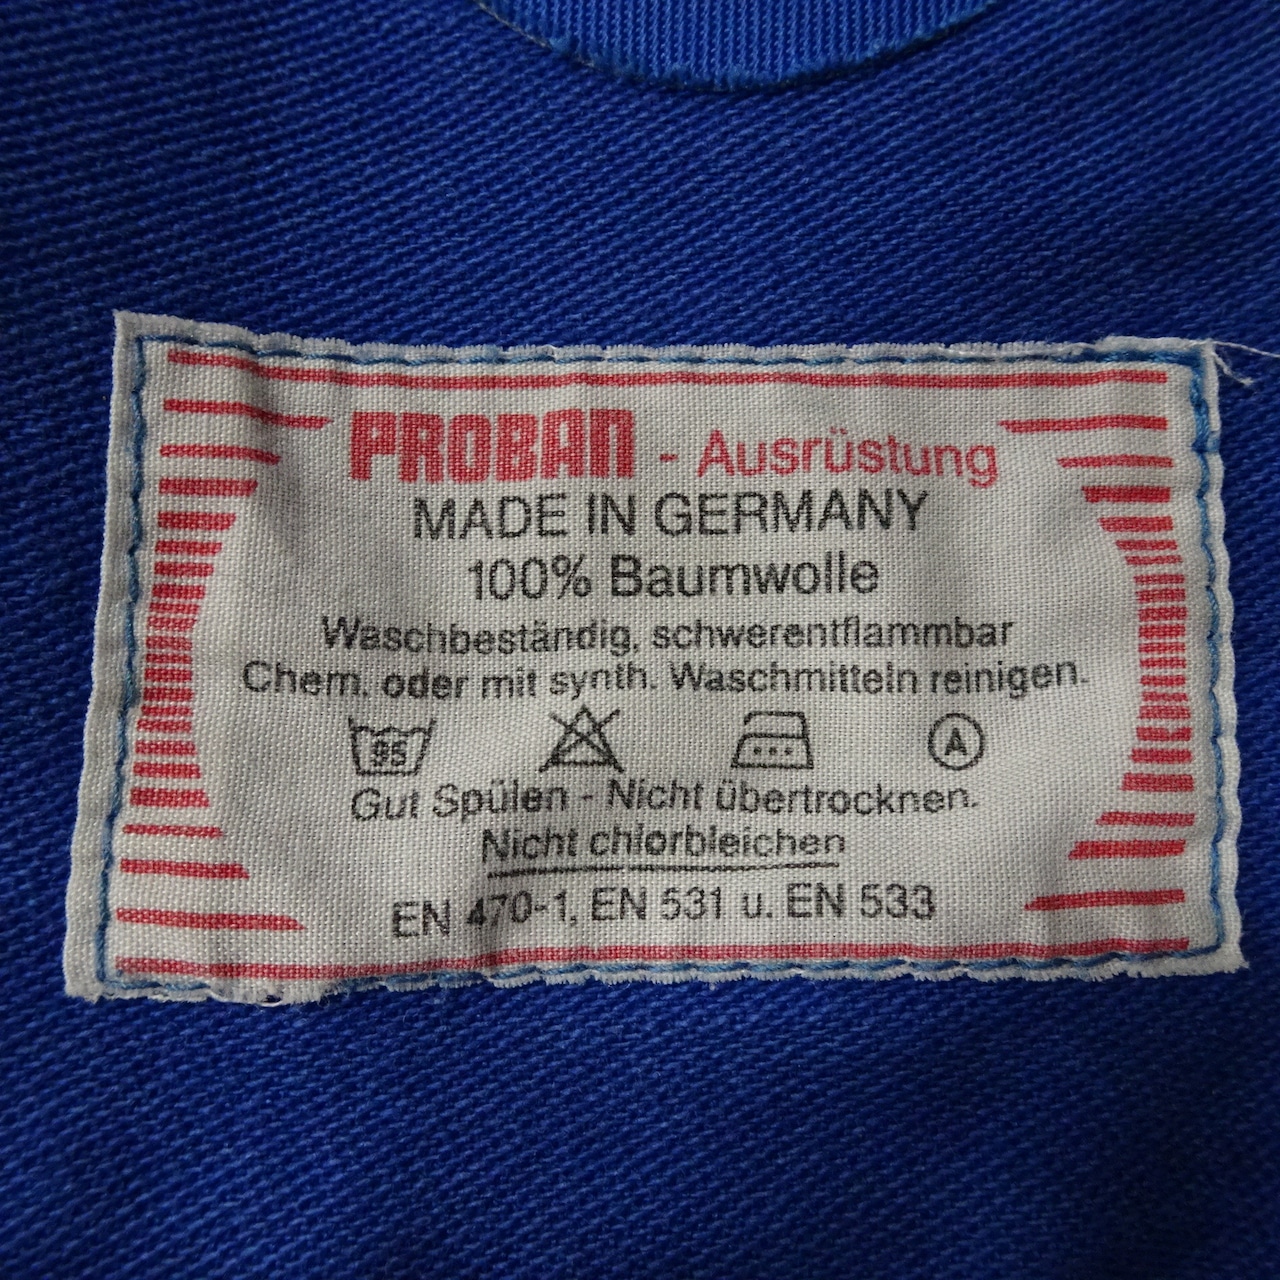 PROBAN - Ausrüstung
MADE IN GERMANY
100% Baumwolle
Waschbeständig, schwerentflammbar
Chem. oder mit synth. Waschmitteln reinigen.
95 A
Gut Spülen - Nicht übertrocknen.
Nicht chlorbleichen
EN 470-1, EN 531 u. EN 533